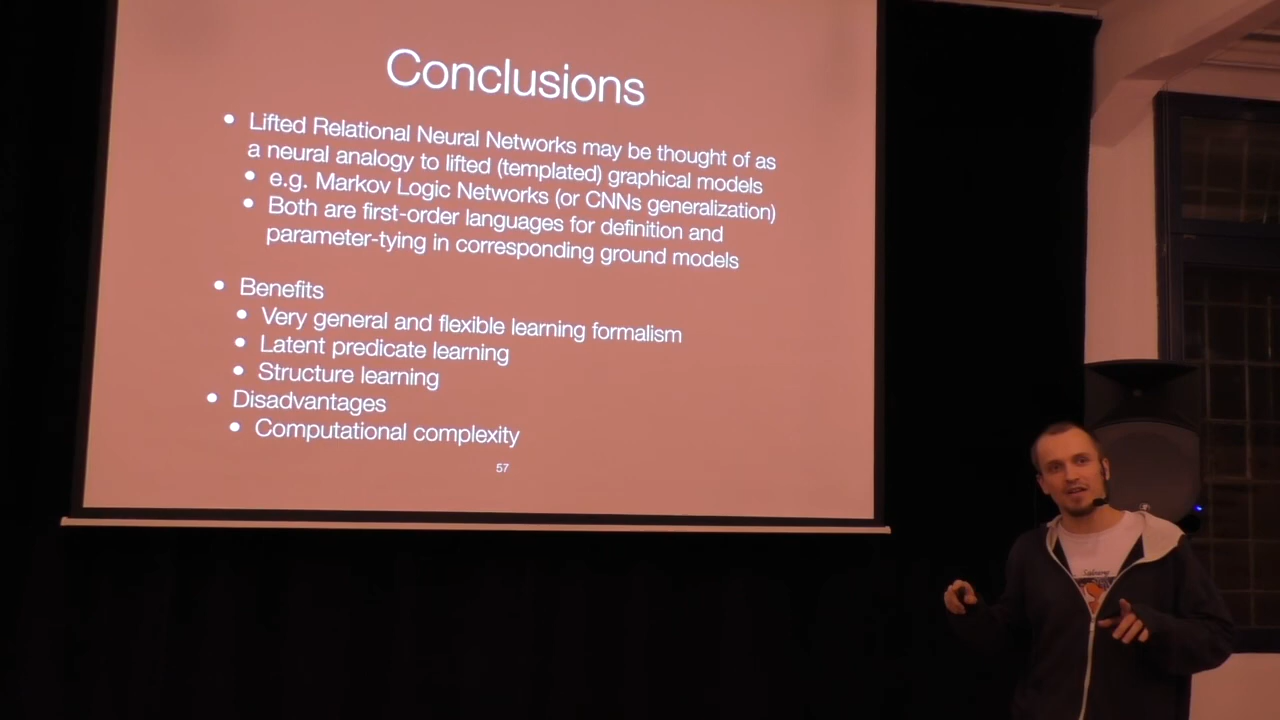 Conclusions
• Lifted Relational Neural Networks may be thought of as
a neural analogy to lifted (templated) graphical models
• e.g. Markov Logic Networks (or CNNs generalization)
• Both are first-order languages for definition and
parameter-tying in corresponding ground models
• Benefits
• Very general and flexible learning formalism
• Latent predicate learning
• Structure learning
• Disadvantages
• Computational complexity
57